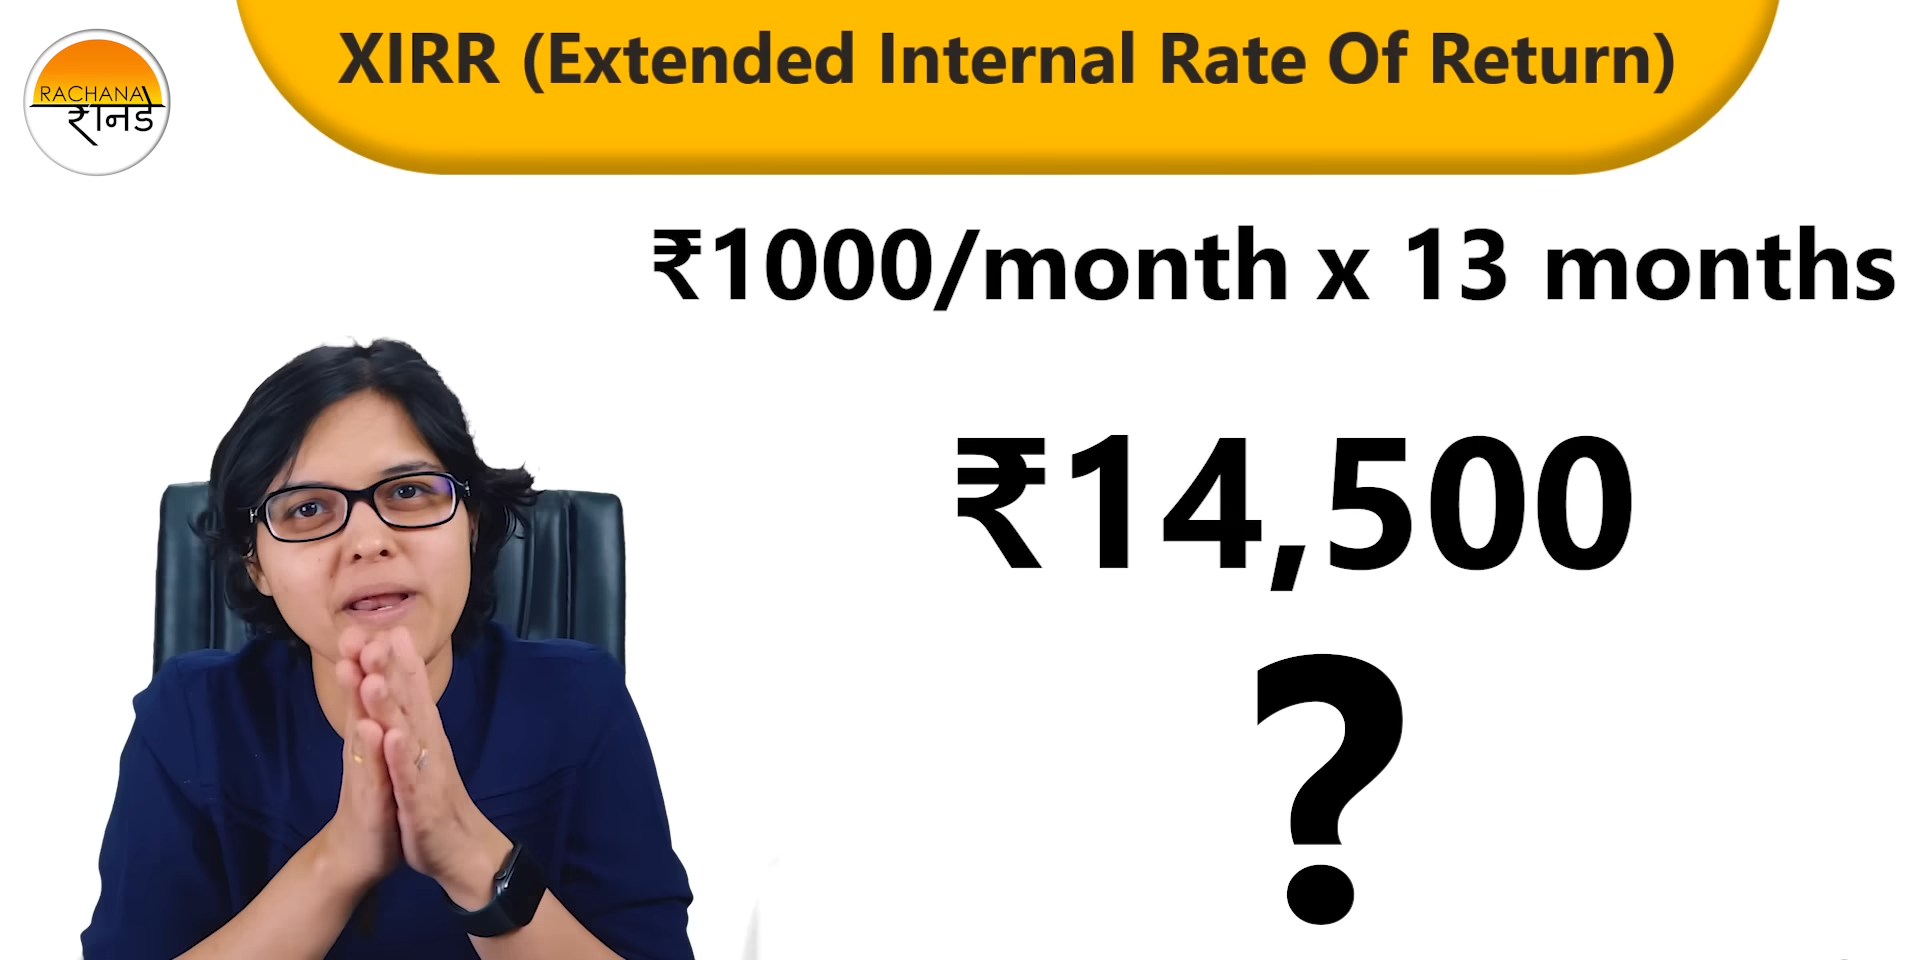 XIRR (Extended Internal Rate Of Return)
RACHANA
रानडे
₹1000/month x 13 months
₹14,500
?